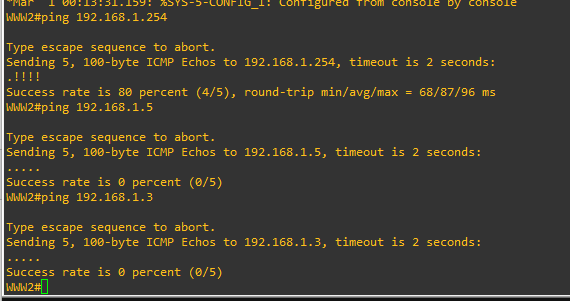 *Mar  1 00:13:31.159: %SYS-5-CONFIG_I: Configured from console by console
WWW2#ping 192.168.1.254
Type escape sequence to abort.
Sending 5, 100-byte ICMP Echos to 192.168.1.254, timeout is 2 seconds:
.!!!!
Success rate is 80 percent (4/5), round-trip min/avg/max = 68/87/96 ms
WWW2#ping 192.168.1.5
Type escape sequence to abort.
Sending 5, 100-byte ICMP Echos to 192.168.1.5, timeout is 2 seconds:
.....
Success rate is 0 percent (0/5)
WWW2#ping 192.168.1.3
Type escape sequence to abort.
Sending 5, 100-byte ICMP Echos to 192.168.1.3, timeout is 2 seconds:
.....
Success rate is 0 percent (0/5)
WWW2#